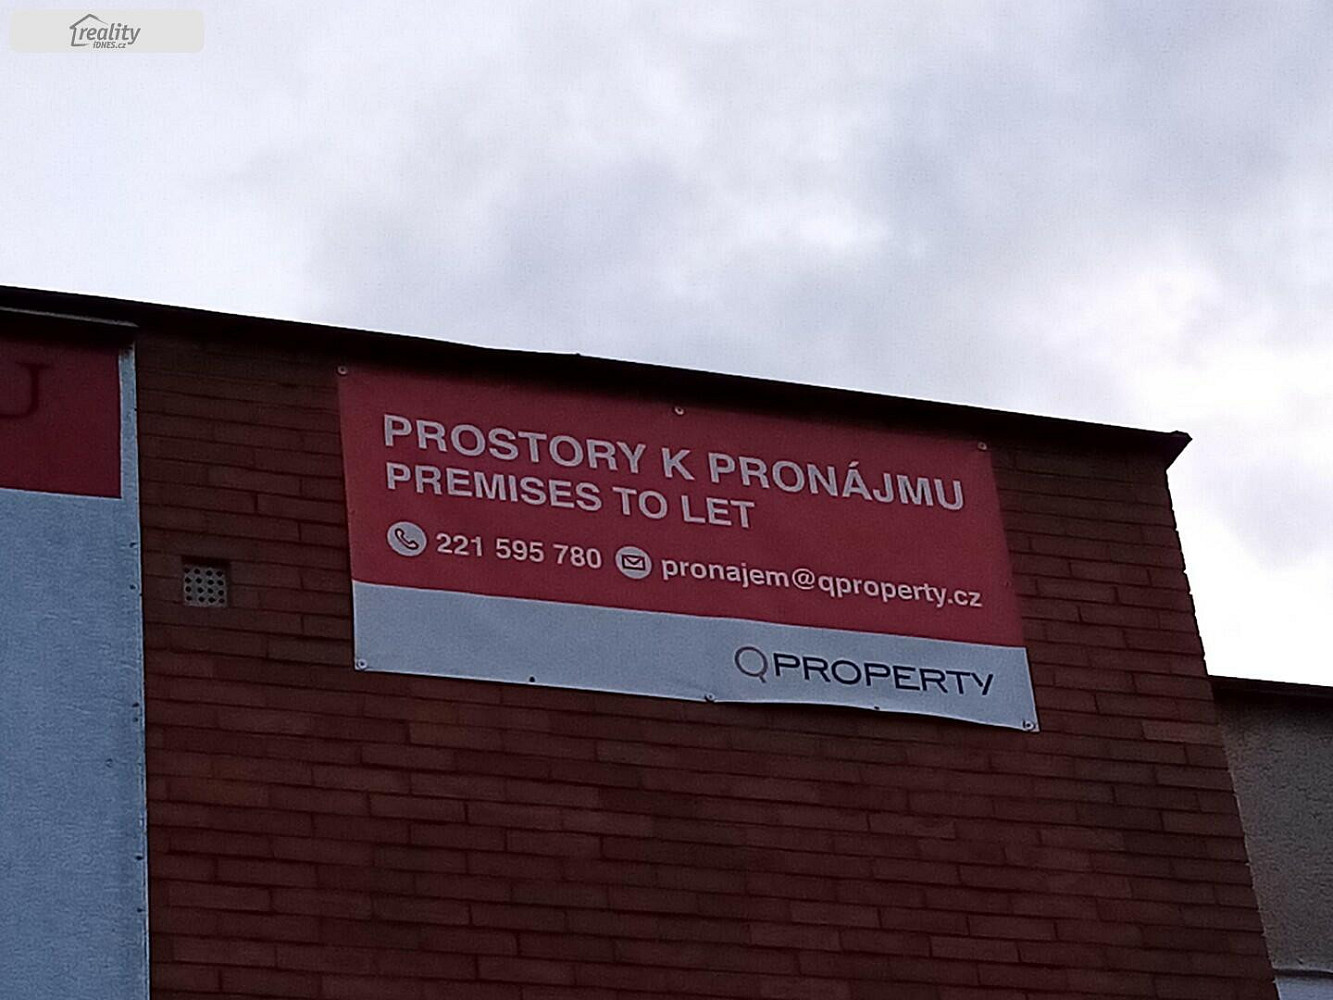 reality
iDNES.cz
U
PROSTORY K PRONÁJMU
PREMISES TO LET
221 595 780 pronajem@qproperty.cz
QPROPERTY